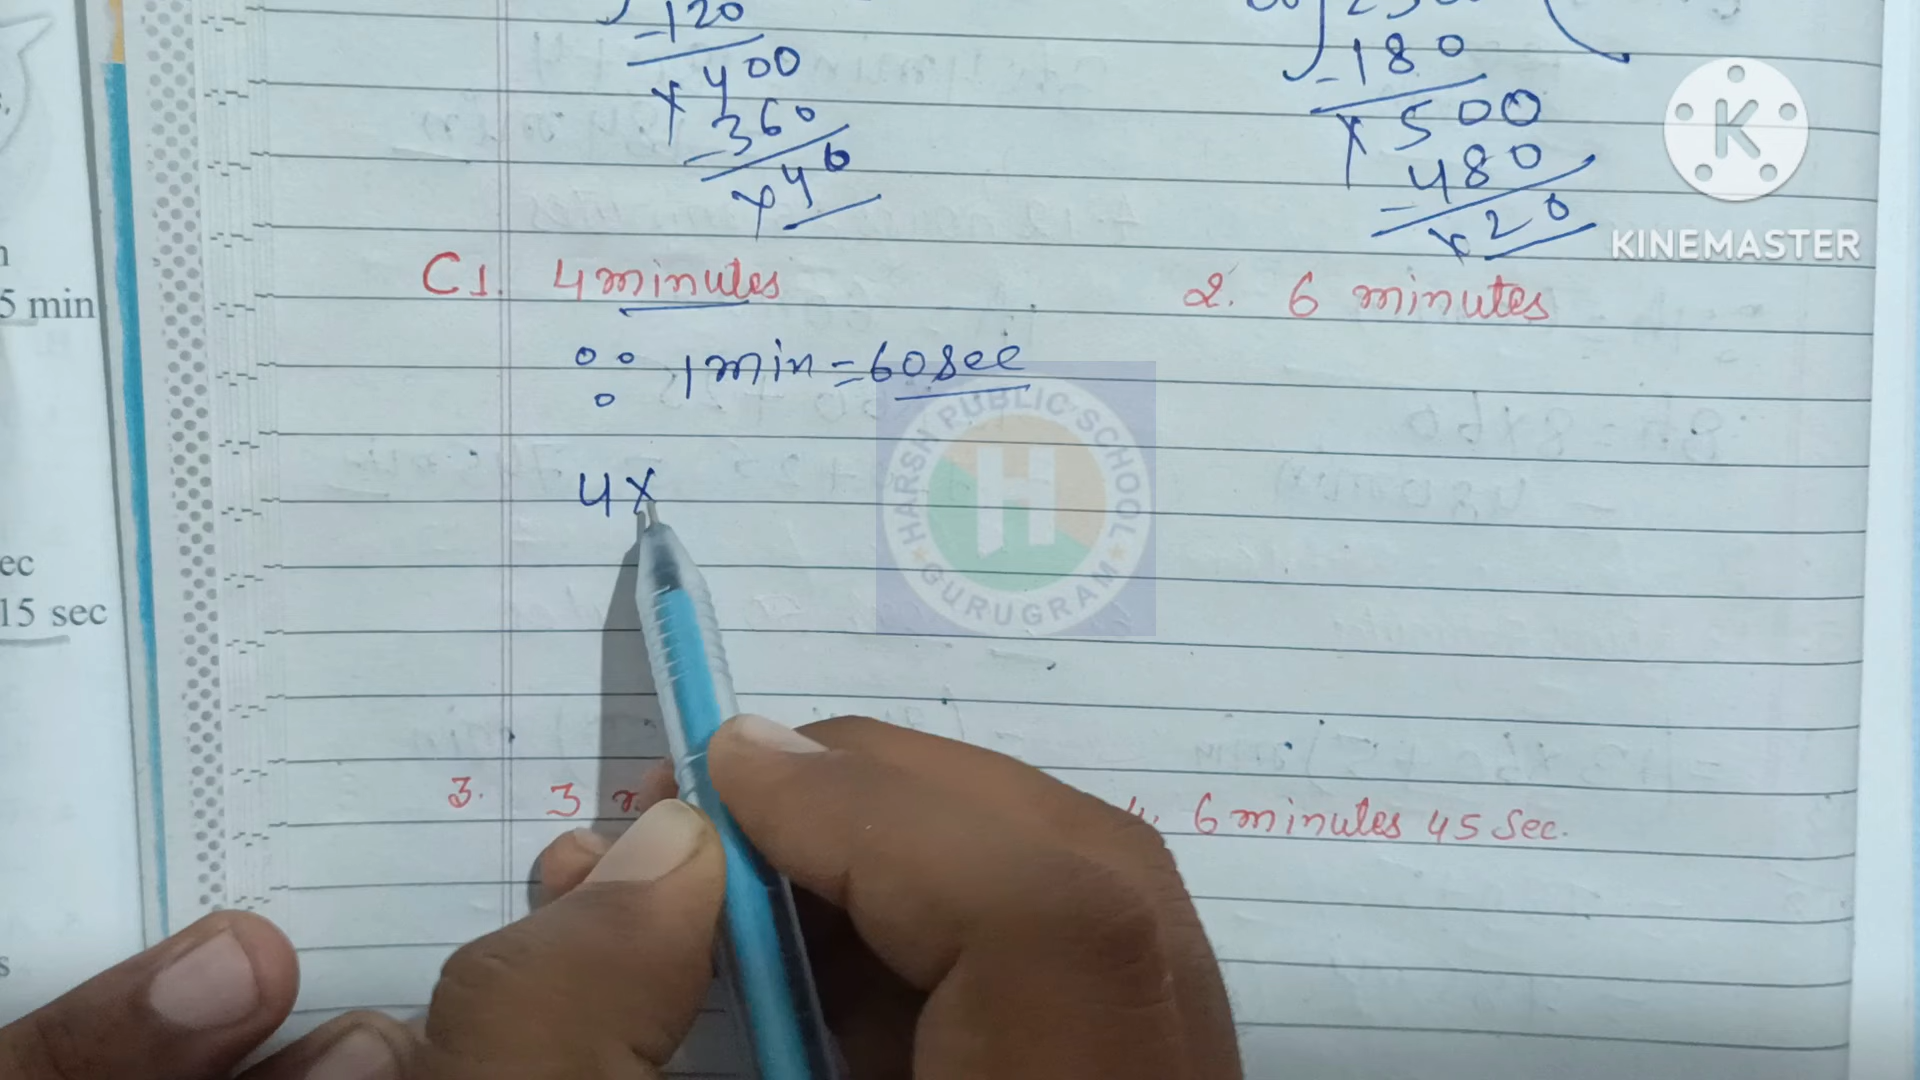 120
-180
400
500
360
-480
40
20
KINEMASTER
C1. 4 minutes
2. 6 minutes
5 min
∵ 1 min = 60 sec
HARSH PUBLIC SCHOOL
H
GURUGRAM
4 ×
ec
15 sec
3. 3
6 minutes 45 Sec.
s